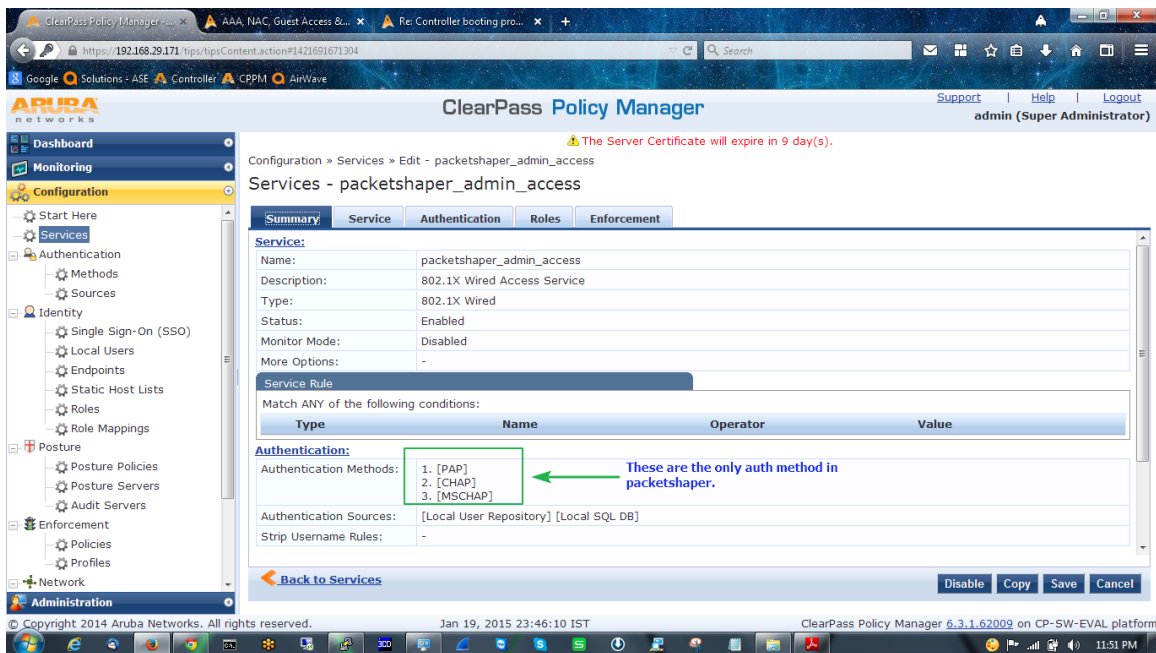 ClearPass Policy Manager - ...
AAA, NAC, Guest Access &...
Re: Controller booting pro...
https://192.168.29.171/tips/tipsContent.action#1421691671304
Search
Google
Solutions - ASE
Controller
CPPM
AirWave
ARUBA
networks
ClearPass Policy Manager
Support | Help | Logout
admin (Super Administrator)
Dashboard
Monitoring
Configuration
Start Here
Services
Authentication
Methods
Sources
Identity
Single Sign-On (SSO)
Local Users
Endpoints
Static Host Lists
Roles
Role Mappings
Posture
Posture Policies
Posture Servers
Audit Servers
Enforcement
Policies
Profiles
Network
Administration
The Server Certificate will expire in 9 day(s).
Configuration » Services » Edit - packetshaper_admin_access
Services - packetshaper_admin_access
Summary Service Authentication Roles Enforcement
Service:
Name: packetshaper_admin_access
Description: 802.1X Wired Access Service
Type: 802.1X Wired
Status: Enabled
Monitor Mode: Disabled
More Options: -
Service Rule
Match ANY of the following conditions:
Type Name Operator Value
Authentication:
Authentication Methods: 1. [PAP]
2. [CHAP]
3. [MSCHAP]
These are the only auth method in
packetshaper.
Authentication Sources: [Local User Repository] [Local SQL DB]
Strip Username Rules: -
Back to Services
Disable Copy Save Cancel
© Copyright 2014 Aruba Networks. All rights reserved.
Jan 19, 2015 23:46:10 IST
ClearPass Policy Manager 6.3.1.62009 on CP-SW-EVAL platform
11:51 PM